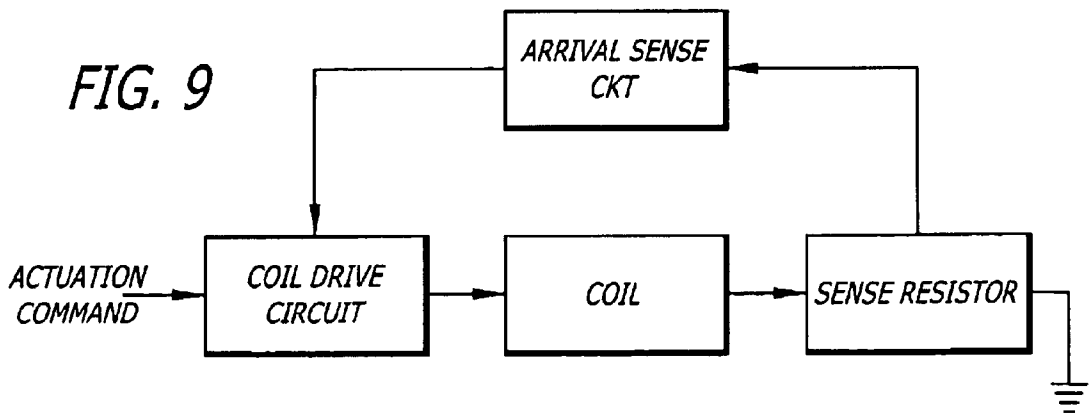 FIG. 9
ARRIVAL SENSE
CKT
ACTUATION
COMMAND
COIL DRIVE
CIRCUIT
COIL
SENSE RESISTOR